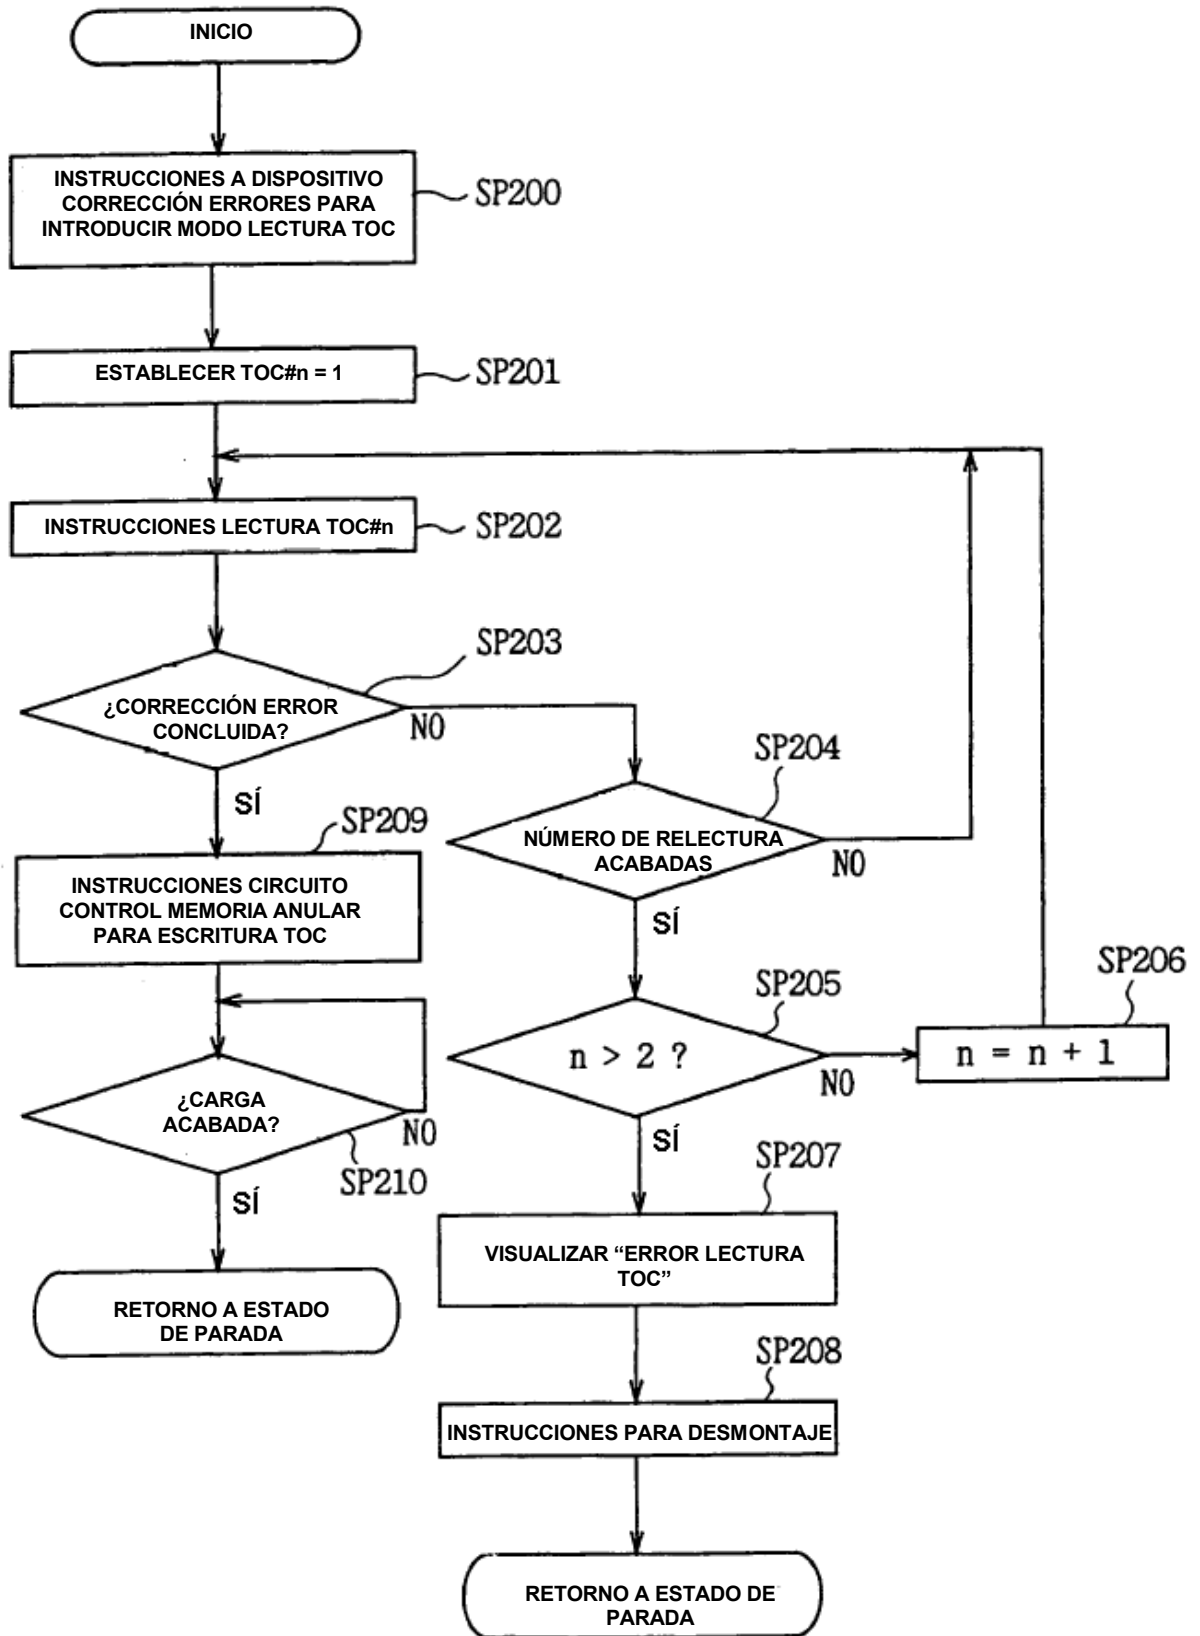 INICIO
INSTRUCCIONES A DISPOSITIVO
CORRECCIÓN ERRORES PARA
INTRODUCIR MODO LECTURA TOC
SP200
ESTABLECER TOC#n = 1
SP201
INSTRUCCIONES LECTURA TOC#n
SP202
SP203
¿CORRECCIÓN ERROR
CONCLUIDA?
NO
SÍ
SP204
NÚMERO DE RELECTURA
ACABADAS
NO
SÍ
SP209
INSTRUCCIONES CIRCUITO
CONTROL MEMORIA ANULAR
PARA ESCRITURA TOC
SP205
n > 2 ?
NO
SÍ
SP206
n = n + 1
¿CARGA
ACABADA?
NO
SP210
SÍ
RETORNO A ESTADO
DE PARADA
SP207
VISUALIZAR “ERROR LECTURA
TOC”
SP208
INSTRUCCIONES PARA DESMONTAJE
RETORNO A ESTADO DE
PARADA